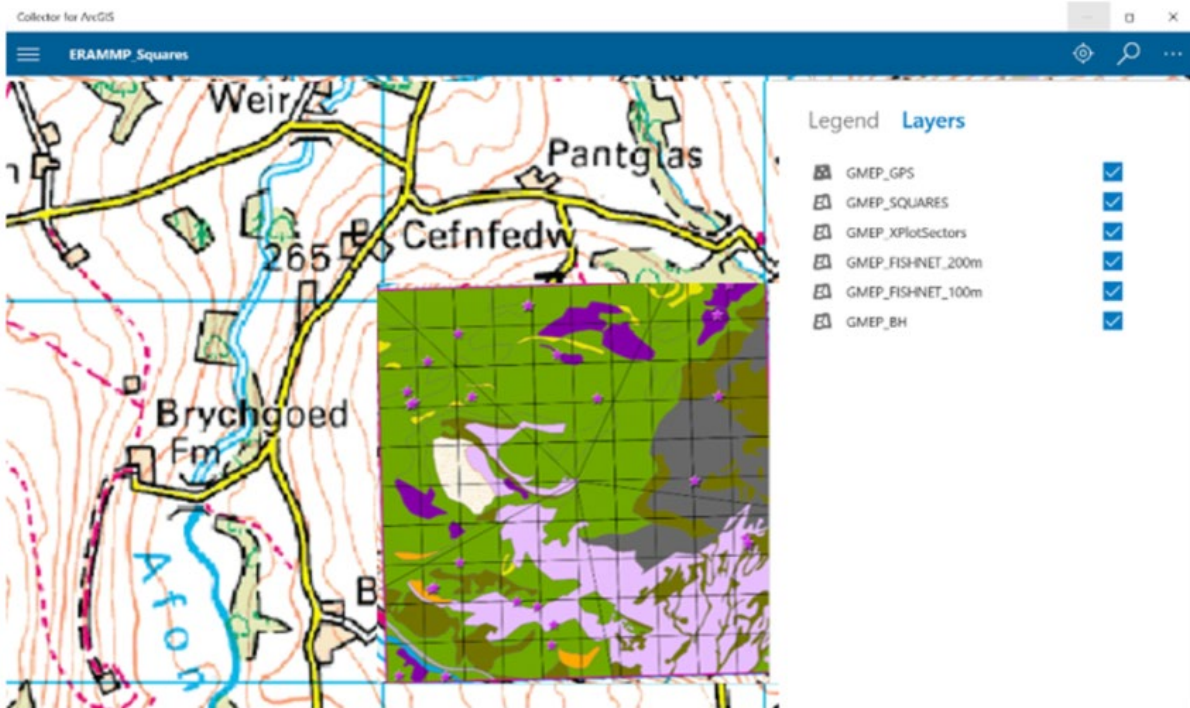 Collector for ArcGIS
ERAMMP_Squares
Legend Layers
GMEP_GPS
GMEP_SQUARES
GMEP_XPlotSectors
GMEP_FISHNET_200m
GMEP_FISHNET_100m
GMEP_BH
Weir
Pantglas
Cefnfedw
265
Brychgoed
Fm
B
Afon